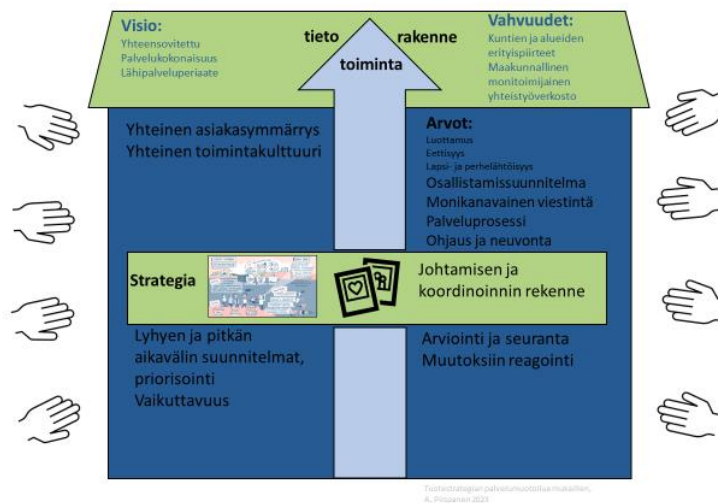 Visio:
Yhteensovitettu
Palvelukokonaisuus
Lähipalveluperiaate
tieto
rakenne
toiminta
Vahvuudet:
Kuntien ja alueiden
erityispiirteet
Maakunnallinen
monitoimijainen
yhteistyöverkosto
Yhteinen asiakasymmärrys
Yhteinen toimintakulttuuri
Arvot:
Luottamus
Eettisyys
Lapsi- ja perhelähtöisyys
Osallistamissuunnitelma
Monikanavainen viestintä
Palveluprosessi
Ohjaus ja neuvonta
Strategia
Johtamisen ja
koordinoinnin rekenne
Lyhyen ja pitkän
aikavälin suunnitelmat,
priorisointi
Vaikuttavuus
Arviointi ja seuranta
Muutoksiin reagointi